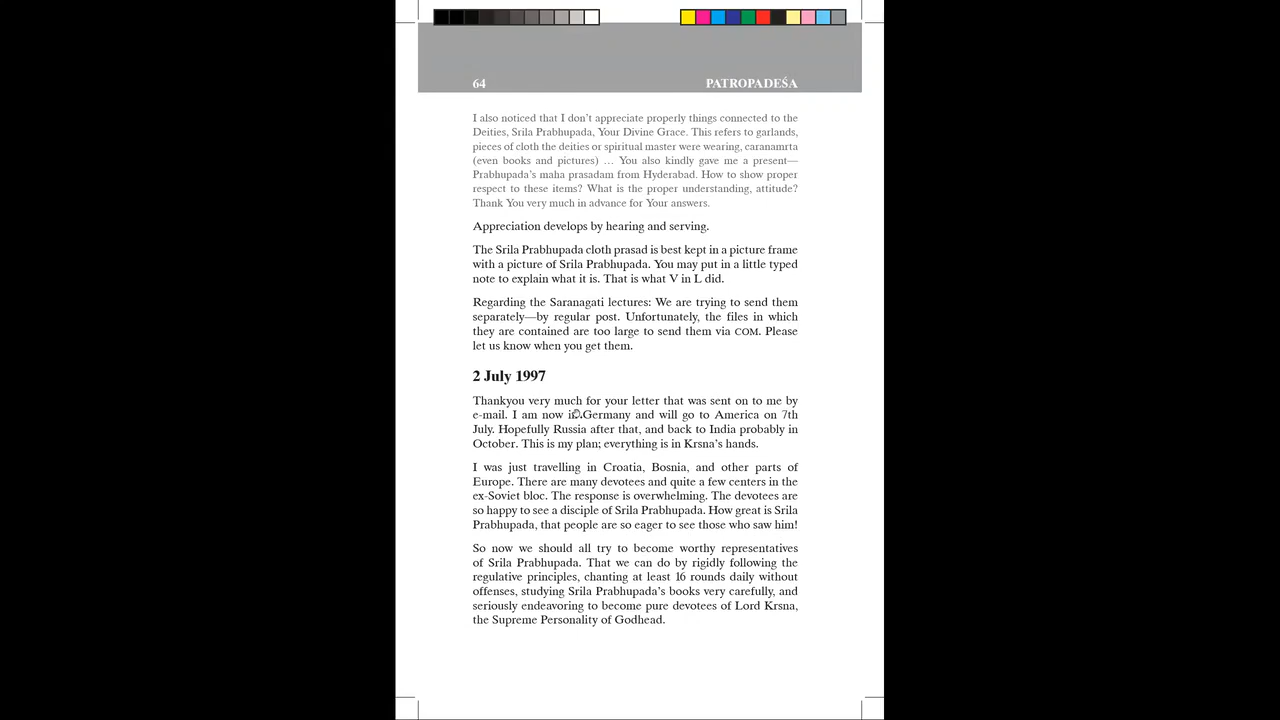 64 PATROPADEŚA
I also noticed that I don't appreciate properly things connected to the
Deities, Srila Prabhupada, Your Divine Grace. This refers to garlands,
pieces of cloth the deities or spiritual master were wearing, caranamrta
(even books and pictures) … You also kindly gave me a present—
Prabhupada's maha prasadam from Hyderabad. How to show proper
respect to these items? What is the proper understanding, attitude?
Thank You very much in advance for Your answers.
Appreciation develops by hearing and serving.
The Srila Prabhupada cloth prasad is best kept in a picture frame
with a picture of Srila Prabhupada. You may put in a little typed
note to explain what it is. That is what V in L did.
Regarding the Saranagati lectures: We are trying to send them
separately—by regular post. Unfortunately, the files in which
they are contained are too large to send them via COM. Please
let us know when you get them.
2 July 1997
Thankyou very much for your letter that was sent on to me by
e-mail. I am now in Germany and will go to America on 7th
July. Hopefully Russia after that, and back to India probably in
October. This is my plan; everything is in Krsna's hands.
I was just travelling in Croatia, Bosnia, and other parts of
Europe. There are many devotees and quite a few centers in the
ex-Soviet bloc. The response is overwhelming. The devotees are
so happy to see a disciple of Srila Prabhupada. How great is Srila
Prabhupada, that people are so eager to see those who saw him!
So now we should all try to become worthy representatives
of Srila Prabhupada. That we can do by rigidly following the
regulative principles, chanting at least 16 rounds daily without
offenses, studying Srila Prabhupada's books very carefully, and
seriously endeavoring to become pure devotees of Lord Krsna,
the Supreme Personality of Godhead.